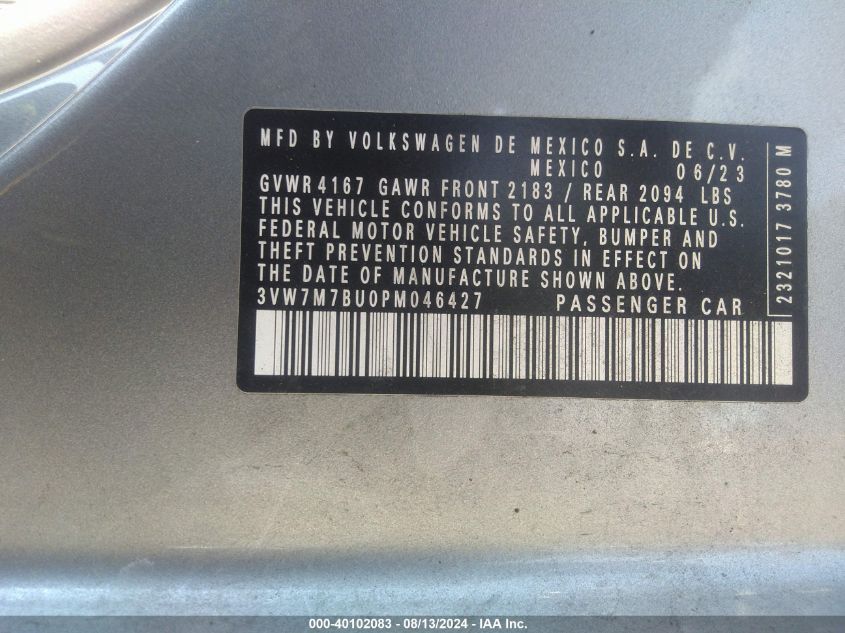 MFD BY VOLKSWAGEN DE MEXICO S.A. DE C.V.
MEXICO 06/23
GVWR 4167 GAWR FRONT 2183 / REAR 2094 LBS
THIS VEHICLE CONFORMS TO ALL APPLICABLE U.S.
FEDERAL MOTOR VEHICLE SAFETY, BUMPER AND
THEFT PREVENTION STANDARDS IN EFFECT ON
THE DATE OF MANUFACTURE SHOWN ABOVE.
3VW7M7BU0PM046427 PASSENGER CAR
2321017 3780 M
000-40102083 - 08/13/2024 - IAA Inc.